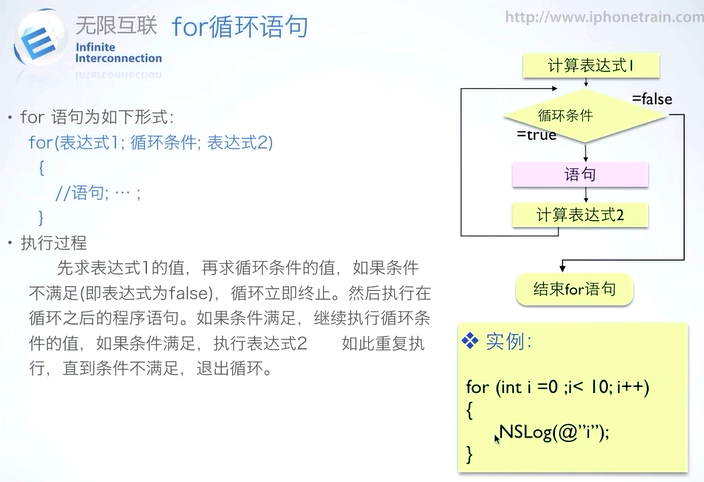 无限互联
Infinite
Interconnection
for循环语句
http://www.iphonetrain.com
• for 语句为如下形式:
for(表达式1; 循环条件; 表达式2)
{
//语句; … ;
}
• 执行过程
先求表达式1的值，再求循环条件的值，如果条件
不满足(即表达式为false)，循环立即终止。然后执行在
循环之后的程序语句。如果条件满足，继续执行循环条
件的值，如果条件满足，执行表达式2 如此重复执
行，直到条件不满足，退出循环。
计算表达式1
循环条件
=false
=true
语句
计算表达式2
结束for语句
❖ 实例:
for (int i =0 ;i< 10; i++)
{
NSLog(@”i”);
}